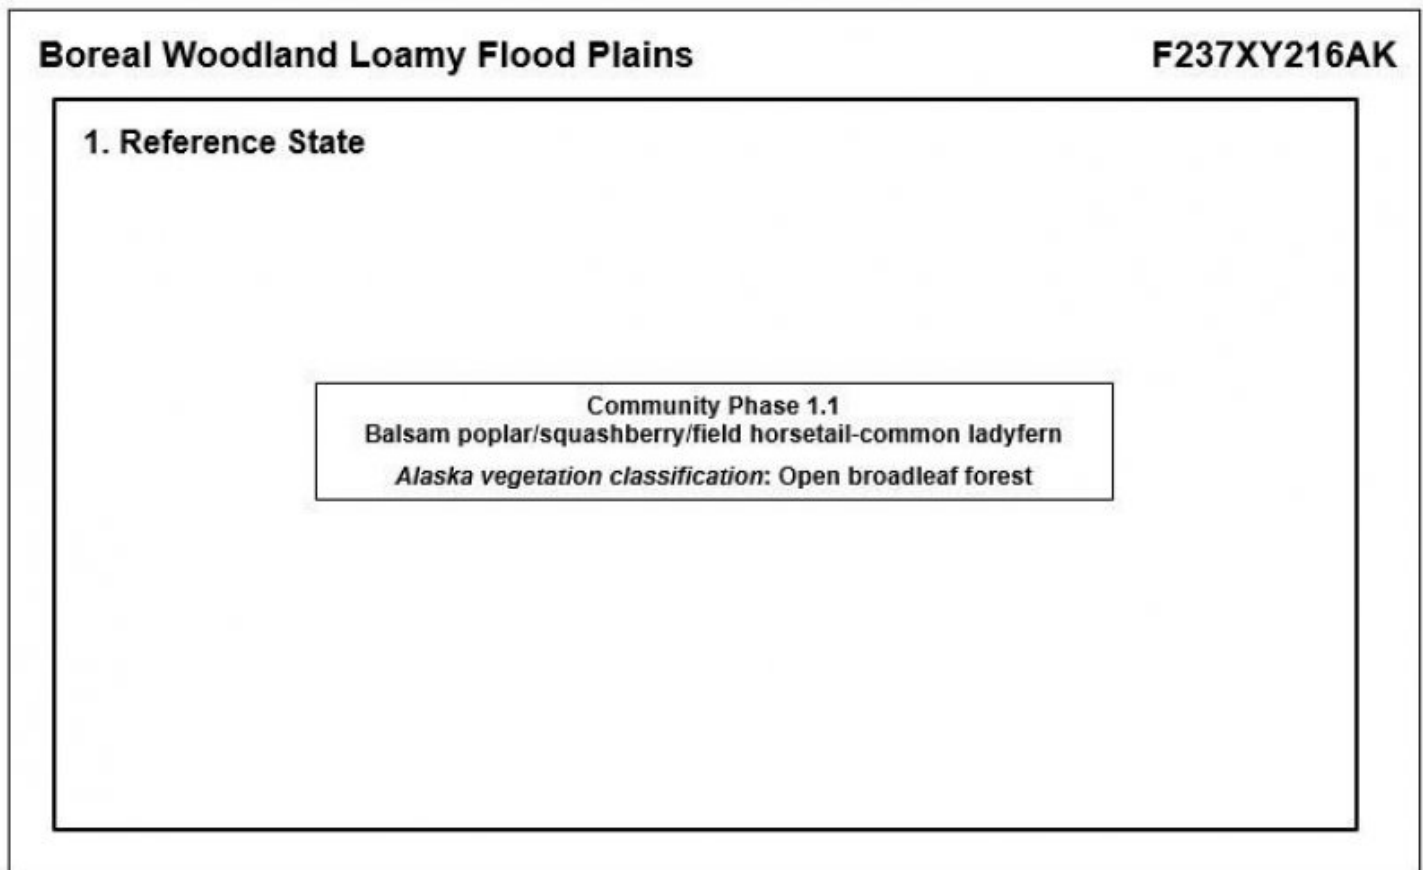 Boreal Woodland Loamy Flood Plains F237XY216AK
1. Reference State
Community Phase 1.1
Balsam poplar/squashberry/field horsetail-common ladyfern
Alaska vegetation classification: Open broadleaf forest